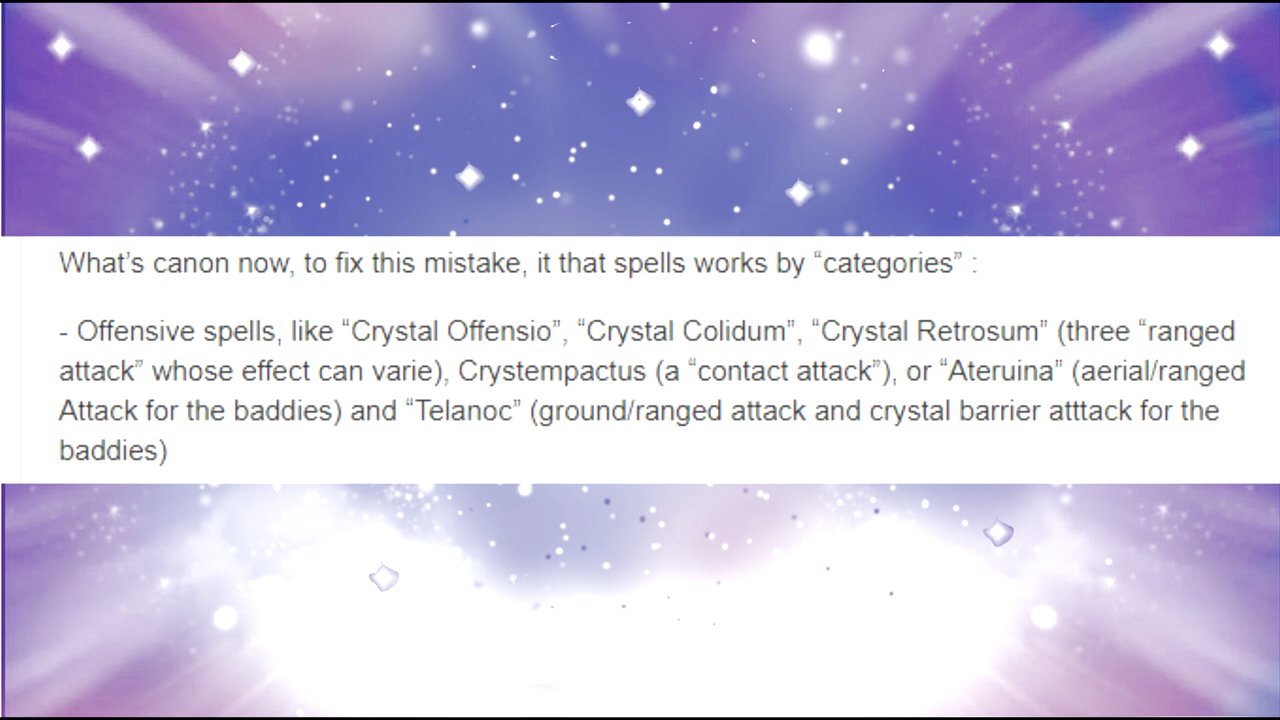 What’s canon now, to fix this mistake, it that spells works by “categories” :
- Offensive spells, like “Crystal Offensio”, “Crystal Colidum”, “Crystal Retrosum” (three “ranged
attack” whose effect can varie), Crystempactus (a “contact attack”), or “Ateruina” (aerial/ranged
Attack for the baddies) and “Telanoc” (ground/ranged attack and crystal barrier atttack for the
baddies)